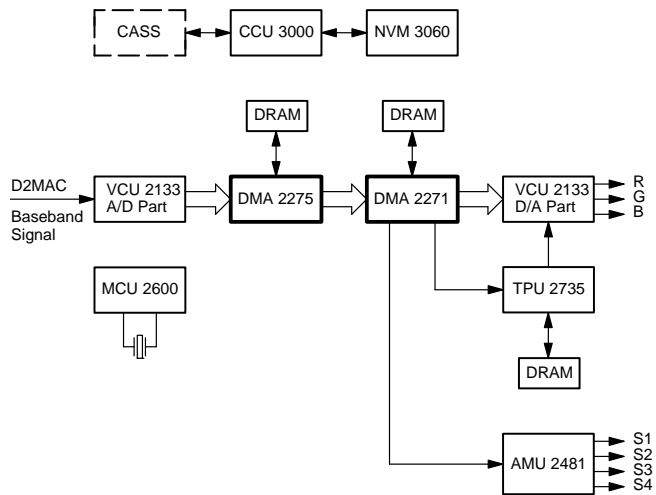 CASS
CCU 3000
NVM 3060
DRAM
DRAM
D2MAC
Baseband
Signal
VCU 2133
A/D Part
DMA 2275
DMA 2271
VCU 2133
D/A Part
R
G
B
MCU 2600
TPU 2735
DRAM
AMU 2481
S1
S2
S3
S4